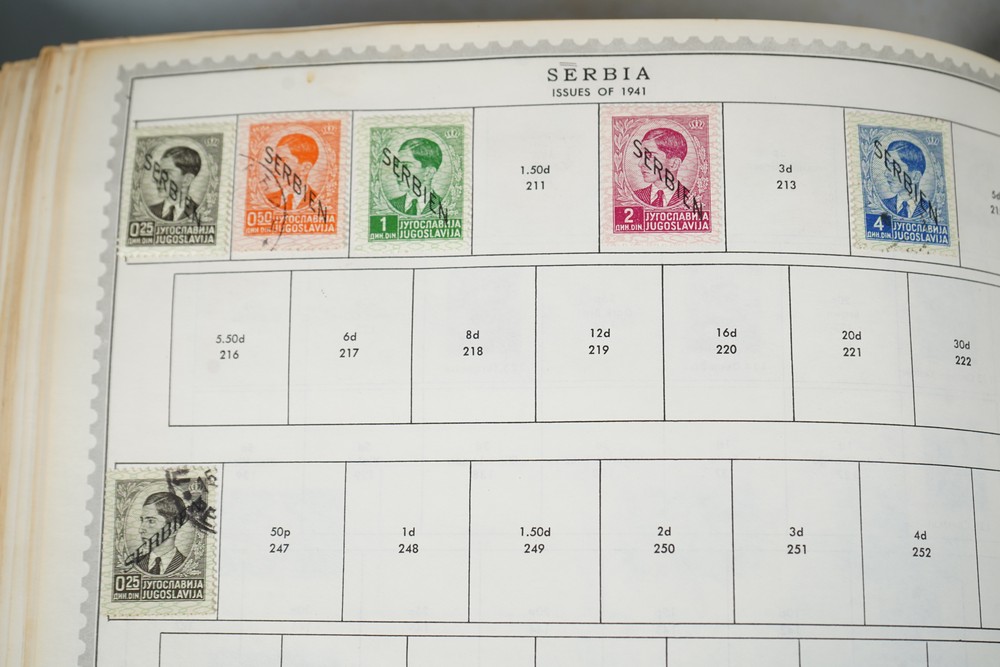 SERBIA
ISSUES OF 1941
SERBIEN
0.25 ЈУГОСЛАВИЈА
ДИН. DIN JUGOSLAVIJA
SERBIEN
0.50 ЈУГОСЛАВИЈА
ДИН. DIN JUGOSLAVIJA
SERBIEN
1 ЈУГОСЛАВИЈА
ДИН. DIN. JUGOSLAVIJA
1.50d
211
SERBIEN
2 ЈУГОСЛАВИЈА
ДИН. DIN. JUGOSLAVIJA
3d
213
SERBIEN
4 ЈУГОСЛАВИЈА
ДИН. DIN. JUGOSLAVIJA
5.50d
216
6d
217
8d
218
12d
219
16d
220
20d
221
30d
222
SERBIEN
0.25 ЈУГОСЛАВИЈА
ДИН. DIN JUGOSLAVIJA
50p
247
1d
248
1.50d
249
2d
250
3d
251
4d
252